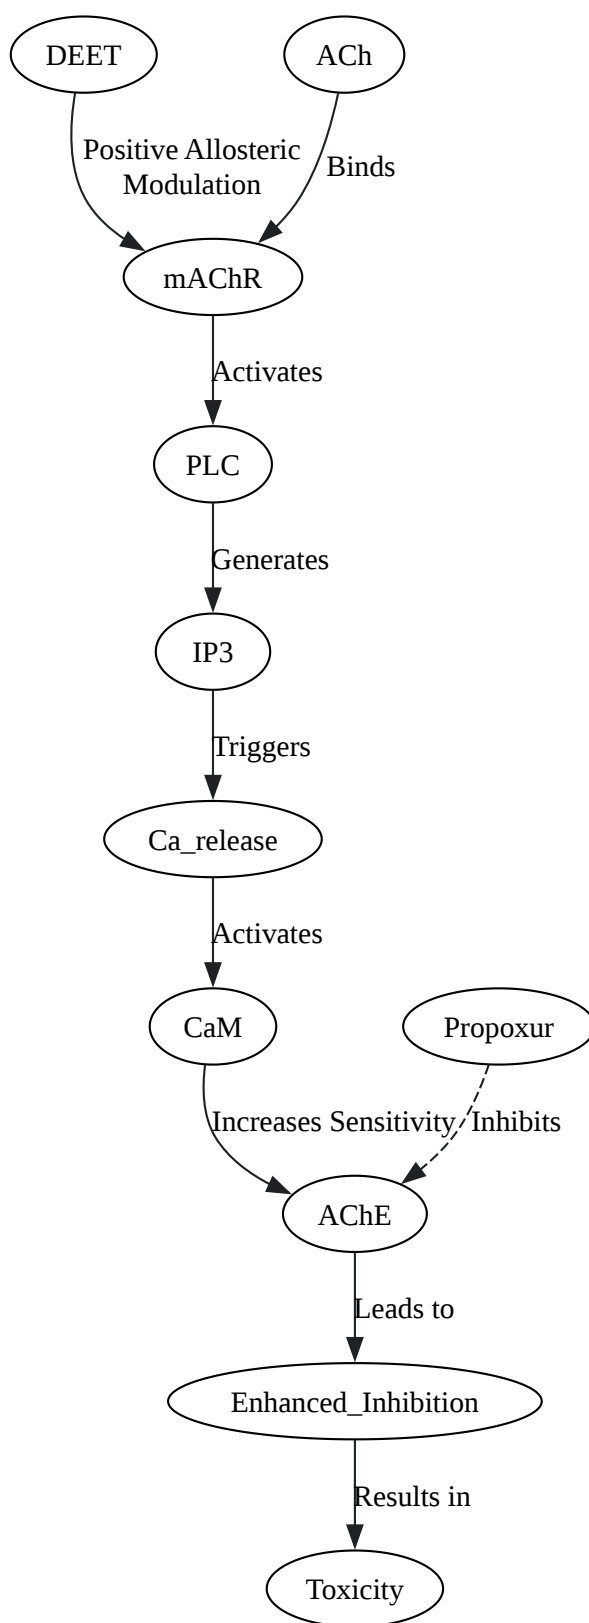 DEET
ACh
Positive Allosteric
Modulation
Binds
mAChR
Activates
PLC
Generates
IP3
Triggers
Ca_release
Activates
CaM
Propoxur
Increases Sensitivity
Inhibits
AChE
Leads to
Enhanced_Inhibition
Results in
Toxicity